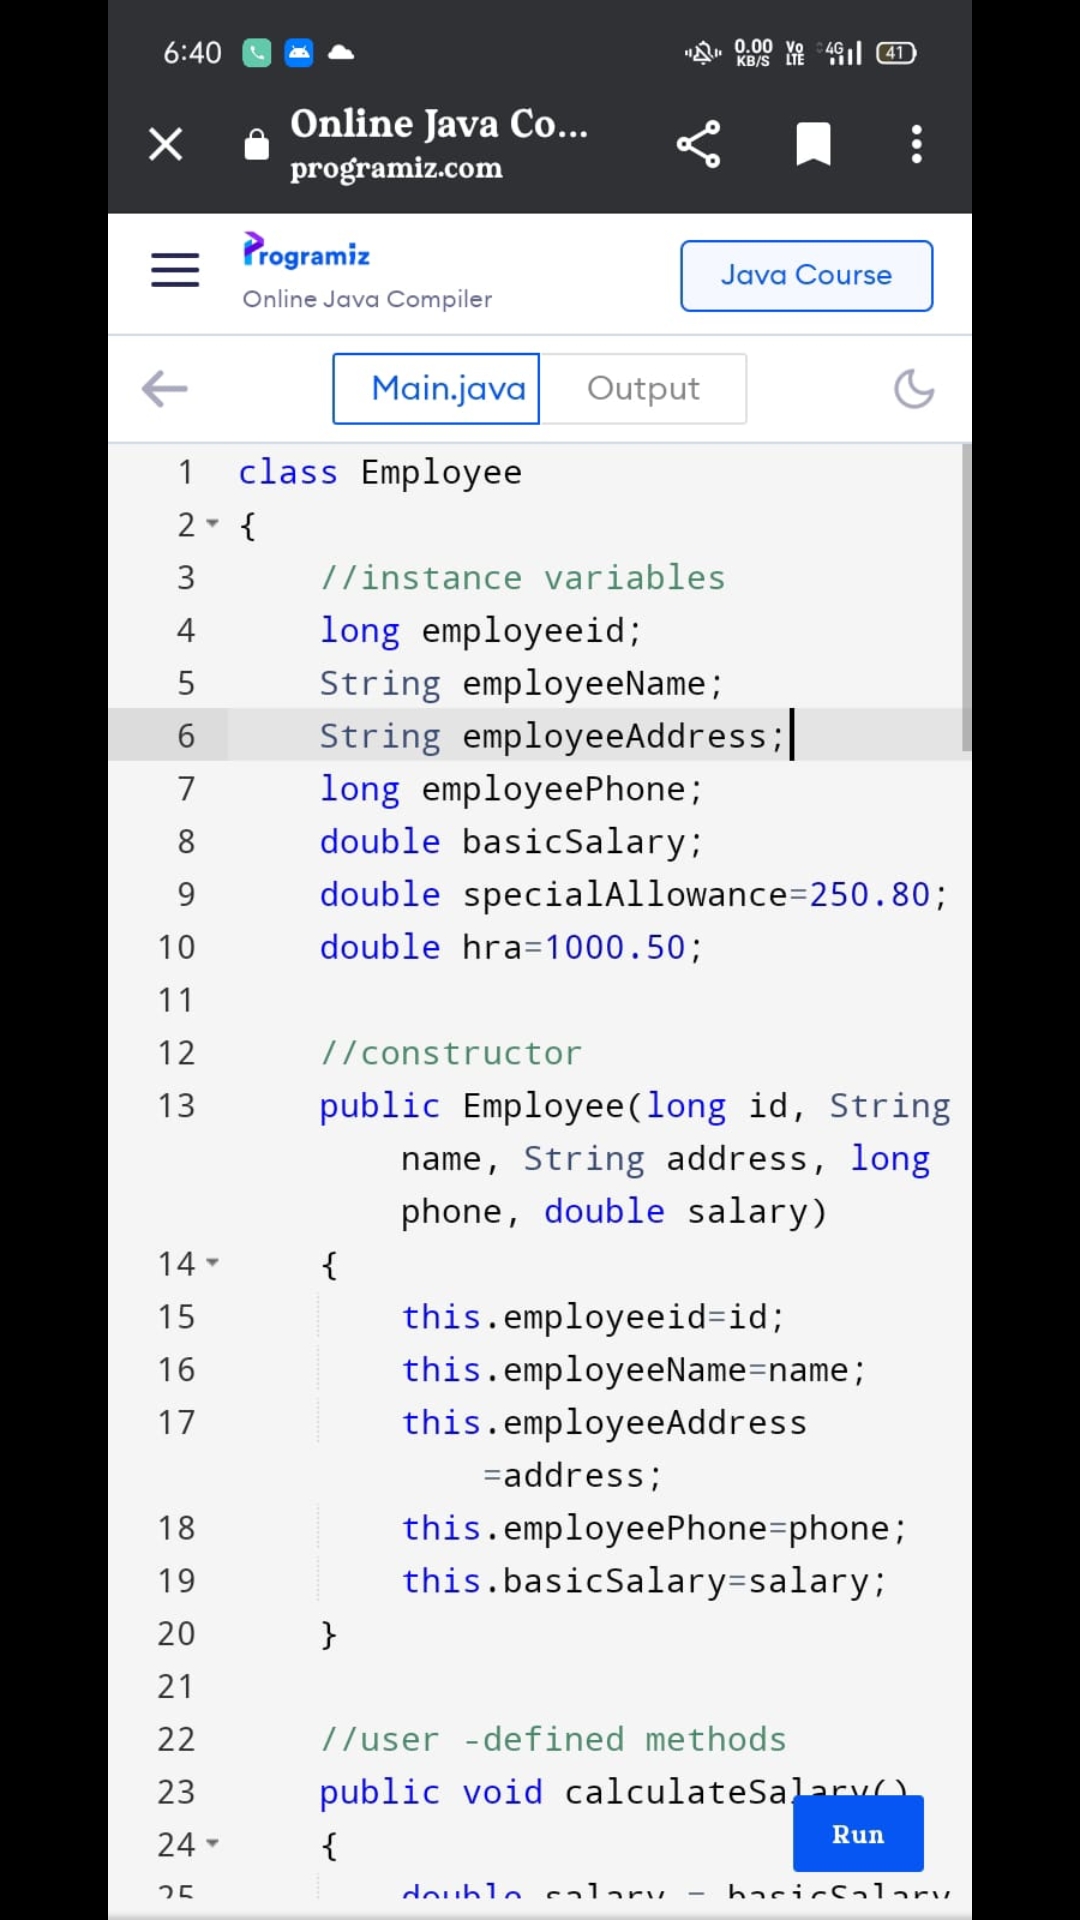 6:40
0.00 KB/S Vo LTE 4G 41
Online Java Co...
programiz.com
Programiz
Online Java Compiler
Java Course
Main.java
Output
1 class Employee
2 {
3 //instance variables
4 long employeeid;
5 String employeeName;
6 String employeeAddress;
7 long employeePhone;
8 double basicSalary;
9 double specialAllowance=250.80;
10 double hra=1000.50;
11
12 //constructor
13 public Employee(long id, String
name, String address, long
phone, double salary)
14 {
15 this.employeeid=id;
16 this.employeeName=name;
17 this.employeeAddress
=address;
18 this.employeePhone=phone;
19 this.basicSalary=salary;
20 }
21
22 //user -defined methods
23 public void calculateSalary()
24 {
Run
25 double salary = basicSalary